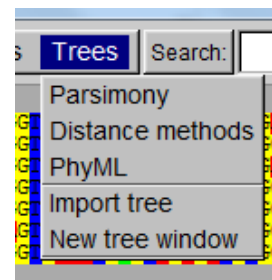 s Trees Search:
Parsimony
Distance methods
PhyML
Import tree
New tree window